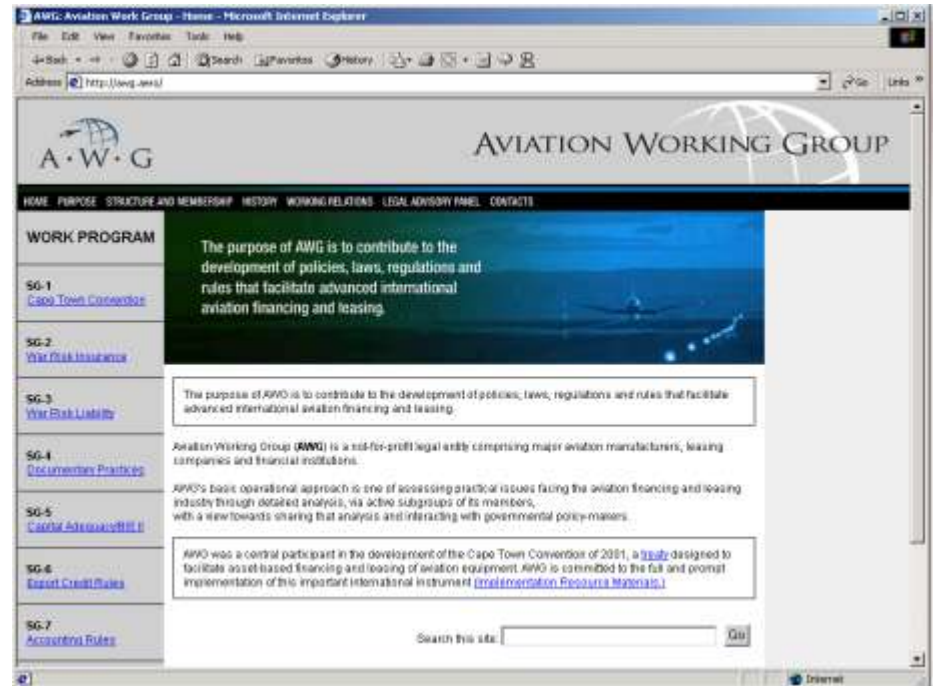 AWG: Aviation Work Group - Home - Microsoft Internet Explorer
File Edit View Favorites Tools Help
Back Search Favorites History
Address http://awg.aero/ Go Links »
A·W·G
AVIATION WORKING GROUP
HOME PURPOSE STRUCTURE AND MEMBERSHIP HISTORY WORKING RELATIONS LEGAL ADVISORY PANEL CONTACTS
WORK PROGRAM
SG-1
Cape Town Convention
SG-2
War Risk Insurance
SG-3
War Risk Liability
SG-4
Documentary Practices
SG-5
Capital Adequacy/BIS II
SG-6
Export Credit Rules
SG-7
Accounting Rules
The purpose of AWG is to contribute to the
development of policies, laws, regulations and
rules that facilitate advanced international
aviation financing and leasing.
The purpose of AWG is to contribute to the development of policies, laws, regulations and rules that facilitate
advanced international aviation financing and leasing.
Aviation Working Group (AWG) is a not-for-profit legal entity comprising major aviation manufacturers, leasing
companies and financial institutions.
AWG's basic operational approach is one of assessing practical issues facing the aviation financing and leasing
industry through detailed analysis, via active subgroups of its members,
with a view towards sharing that analysis and interacting with governmental policy-makers.
AWG was a central participant in the development of the Cape Town Convention of 2001, a treaty designed to
facilitate asset-based financing and leasing of aviation equipment. AWG is committed to the full and prompt
implementation of this important international instrument (Implementation Resource Materials.)
Search this site: Go
Internet